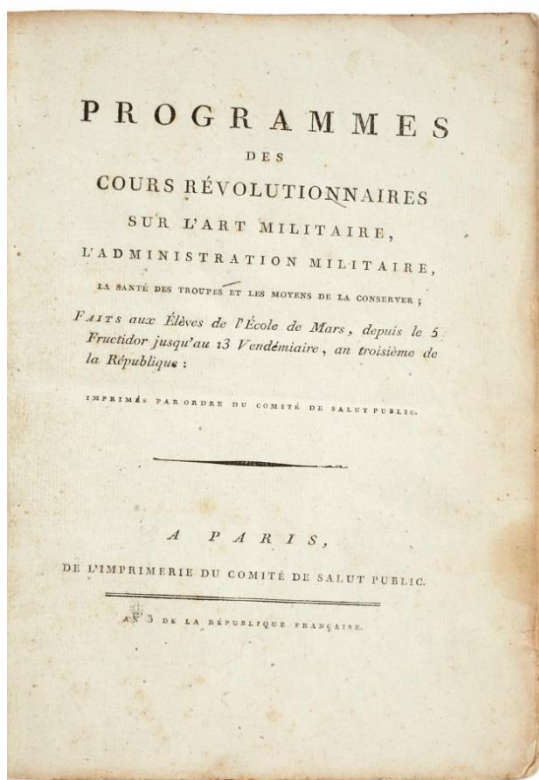 PROGRAMMES
DES
COURS RÉVOLUTIONNAIRES
SUR L'ART MILITAIRE,
L'ADMINISTRATION MILITAIRE,
LA SANTÉ DES TROUPES ET LES MOYENS DE LA CONSERVER ;
FAITS aux Élèves de l'École de Mars, depuis le 5
Fructidor jusqu'au 13 Vendémiaire, an troisième de
la République :
IMPRIMÉS PAR ORDRE DU COMITÉ DE SALUT PUBLIC.
A PARIS,
DE L'IMPRIMERIE DU COMITÉ DE SALUT PUBLIC.
AN 3 DE LA RÉPUBLIQUE FRANÇAISE.